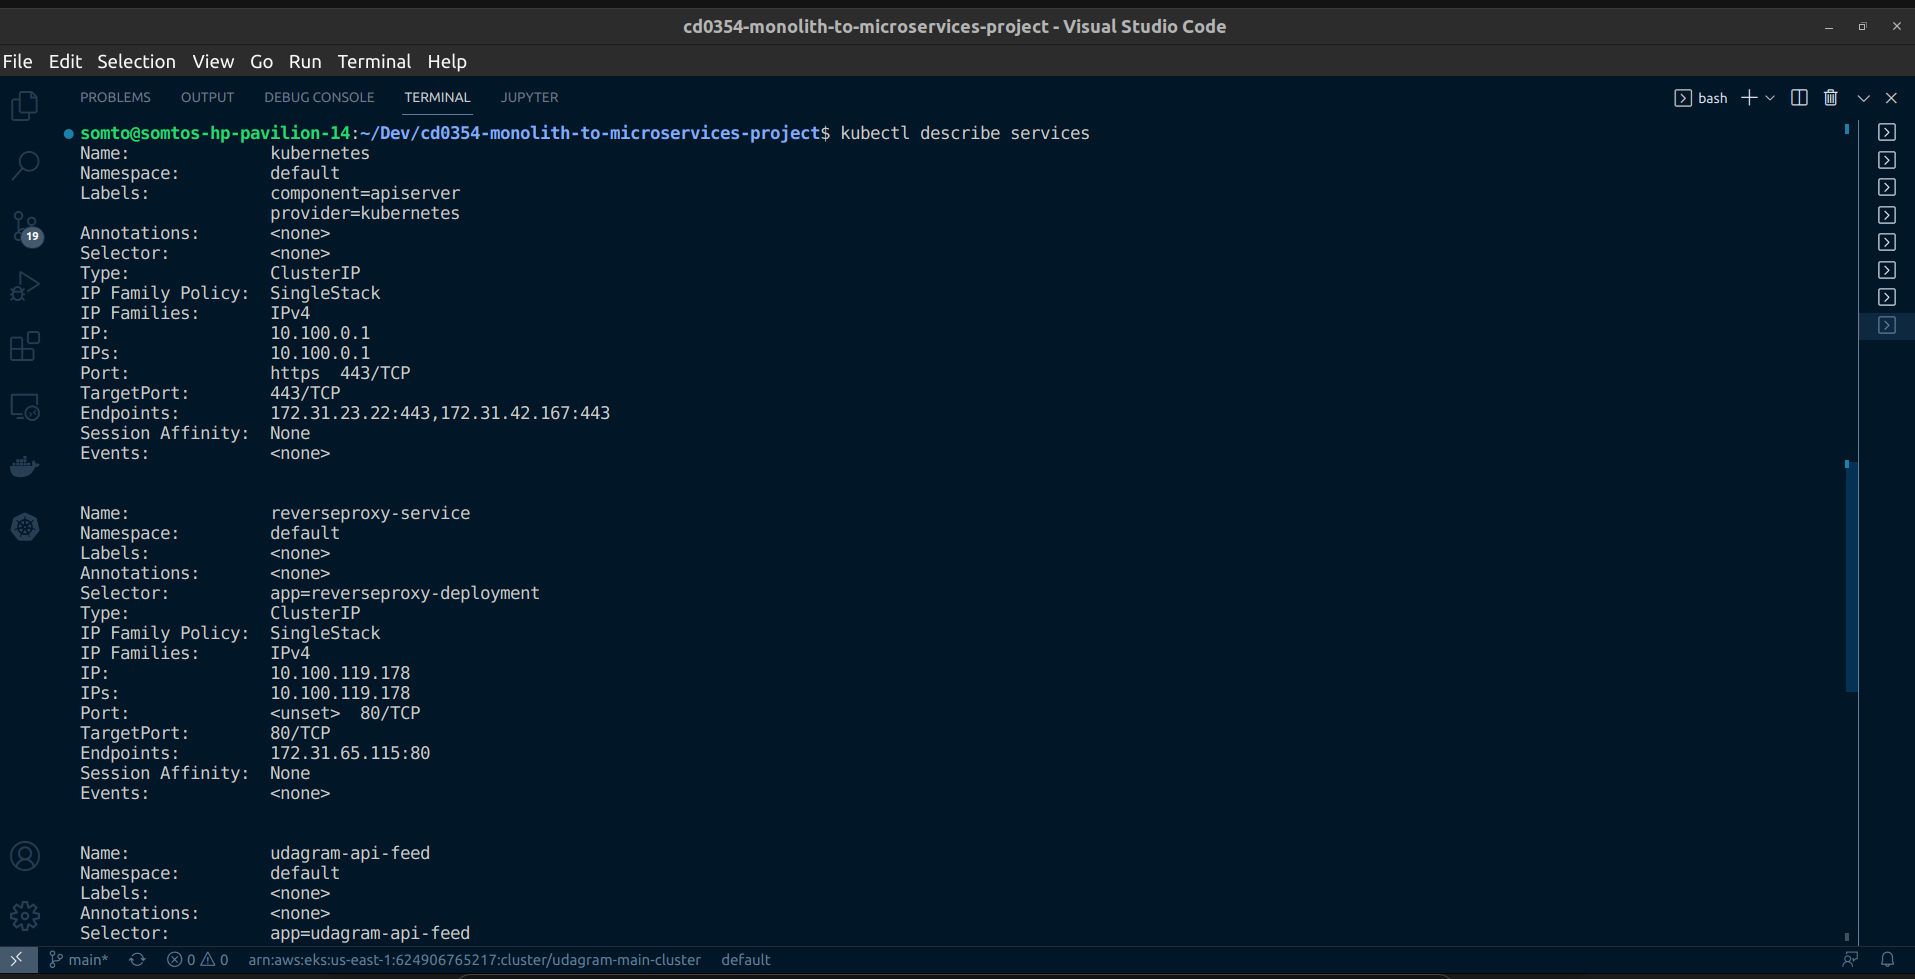 cd0354-monolith-to-microservices-project - Visual Studio Code
File Edit Selection View Go Run Terminal Help
PROBLEMS OUTPUT DEBUG CONSOLE TERMINAL JUPYTER
bash
somto@somtos-hp-pavilion-14:~/Dev/cd0354-monolith-to-microservices-project$ kubectl describe services
Name: kubernetes
Namespace: default
Labels: component=apiserver
provider=kubernetes
Annotations: <none>
Selector: <none>
Type: ClusterIP
IP Family Policy: SingleStack
IP Families: IPv4
IP: 10.100.0.1
IPs: 10.100.0.1
Port: https 443/TCP
TargetPort: 443/TCP
Endpoints: 172.31.23.22:443,172.31.42.167:443
Session Affinity: None
Events: <none>
Name: reverseproxy-service
Namespace: default
Labels: <none>
Annotations: <none>
Selector: app=reverseproxy-deployment
Type: ClusterIP
IP Family Policy: SingleStack
IP Families: IPv4
IP: 10.100.119.178
IPs: 10.100.119.178
Port: <unset> 80/TCP
TargetPort: 80/TCP
Endpoints: 172.31.65.115:80
Session Affinity: None
Events: <none>
Name: udagram-api-feed
Namespace: default
Labels: <none>
Annotations: <none>
Selector: app=udagram-api-feed
19
main* 0 0 arn:aws:eks:us-east-1:624906765217:cluster/udagram-main-cluster default